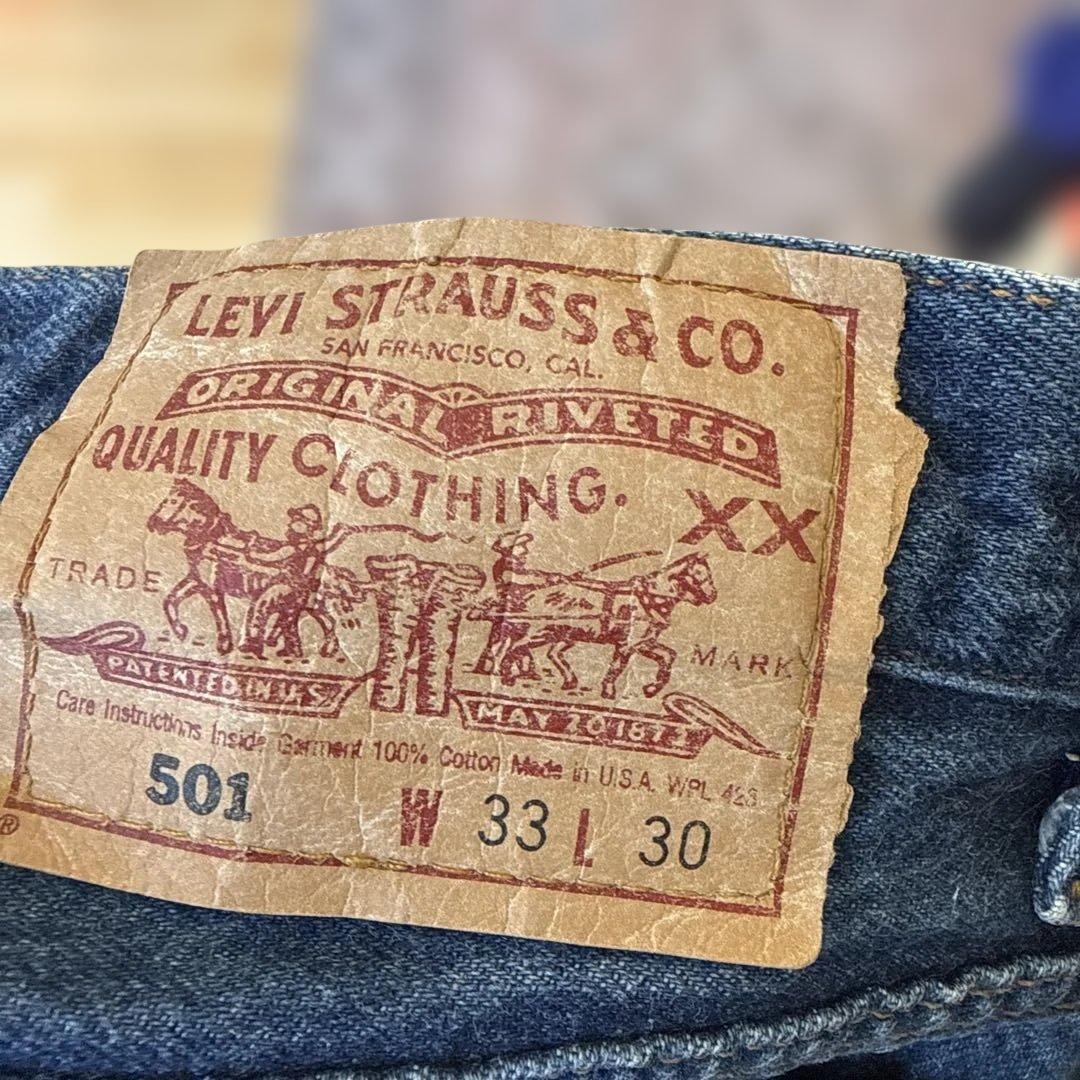 LEVI STRAUSS & CO.
SAN FRANCISCO, CAL.
ORIGINAL RIVETED
QUALITY CLOTHING.
XX
TRADE MARK
PATENTED IN U.S. MAY 20 1873
Care Instructions Inside Garment 100% Cotton Made in U.S.A. WPL 423
501 W 33 L 30
®